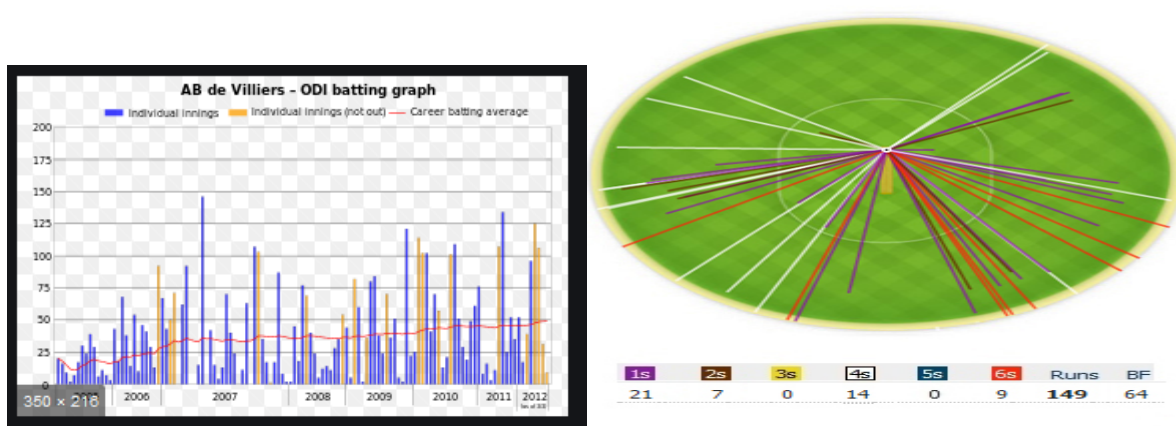 AB de Villiers – ODI batting graph
Individual innings Individual innings (not out) Career batting average
200
175
150
125
100
75
50
25
0
2006 2007 2008 2009 2010 2011 2012
350 × 216
1s 2s 3s 4s 5s 6s Runs BF
21 7 0 14 0 9 149 64